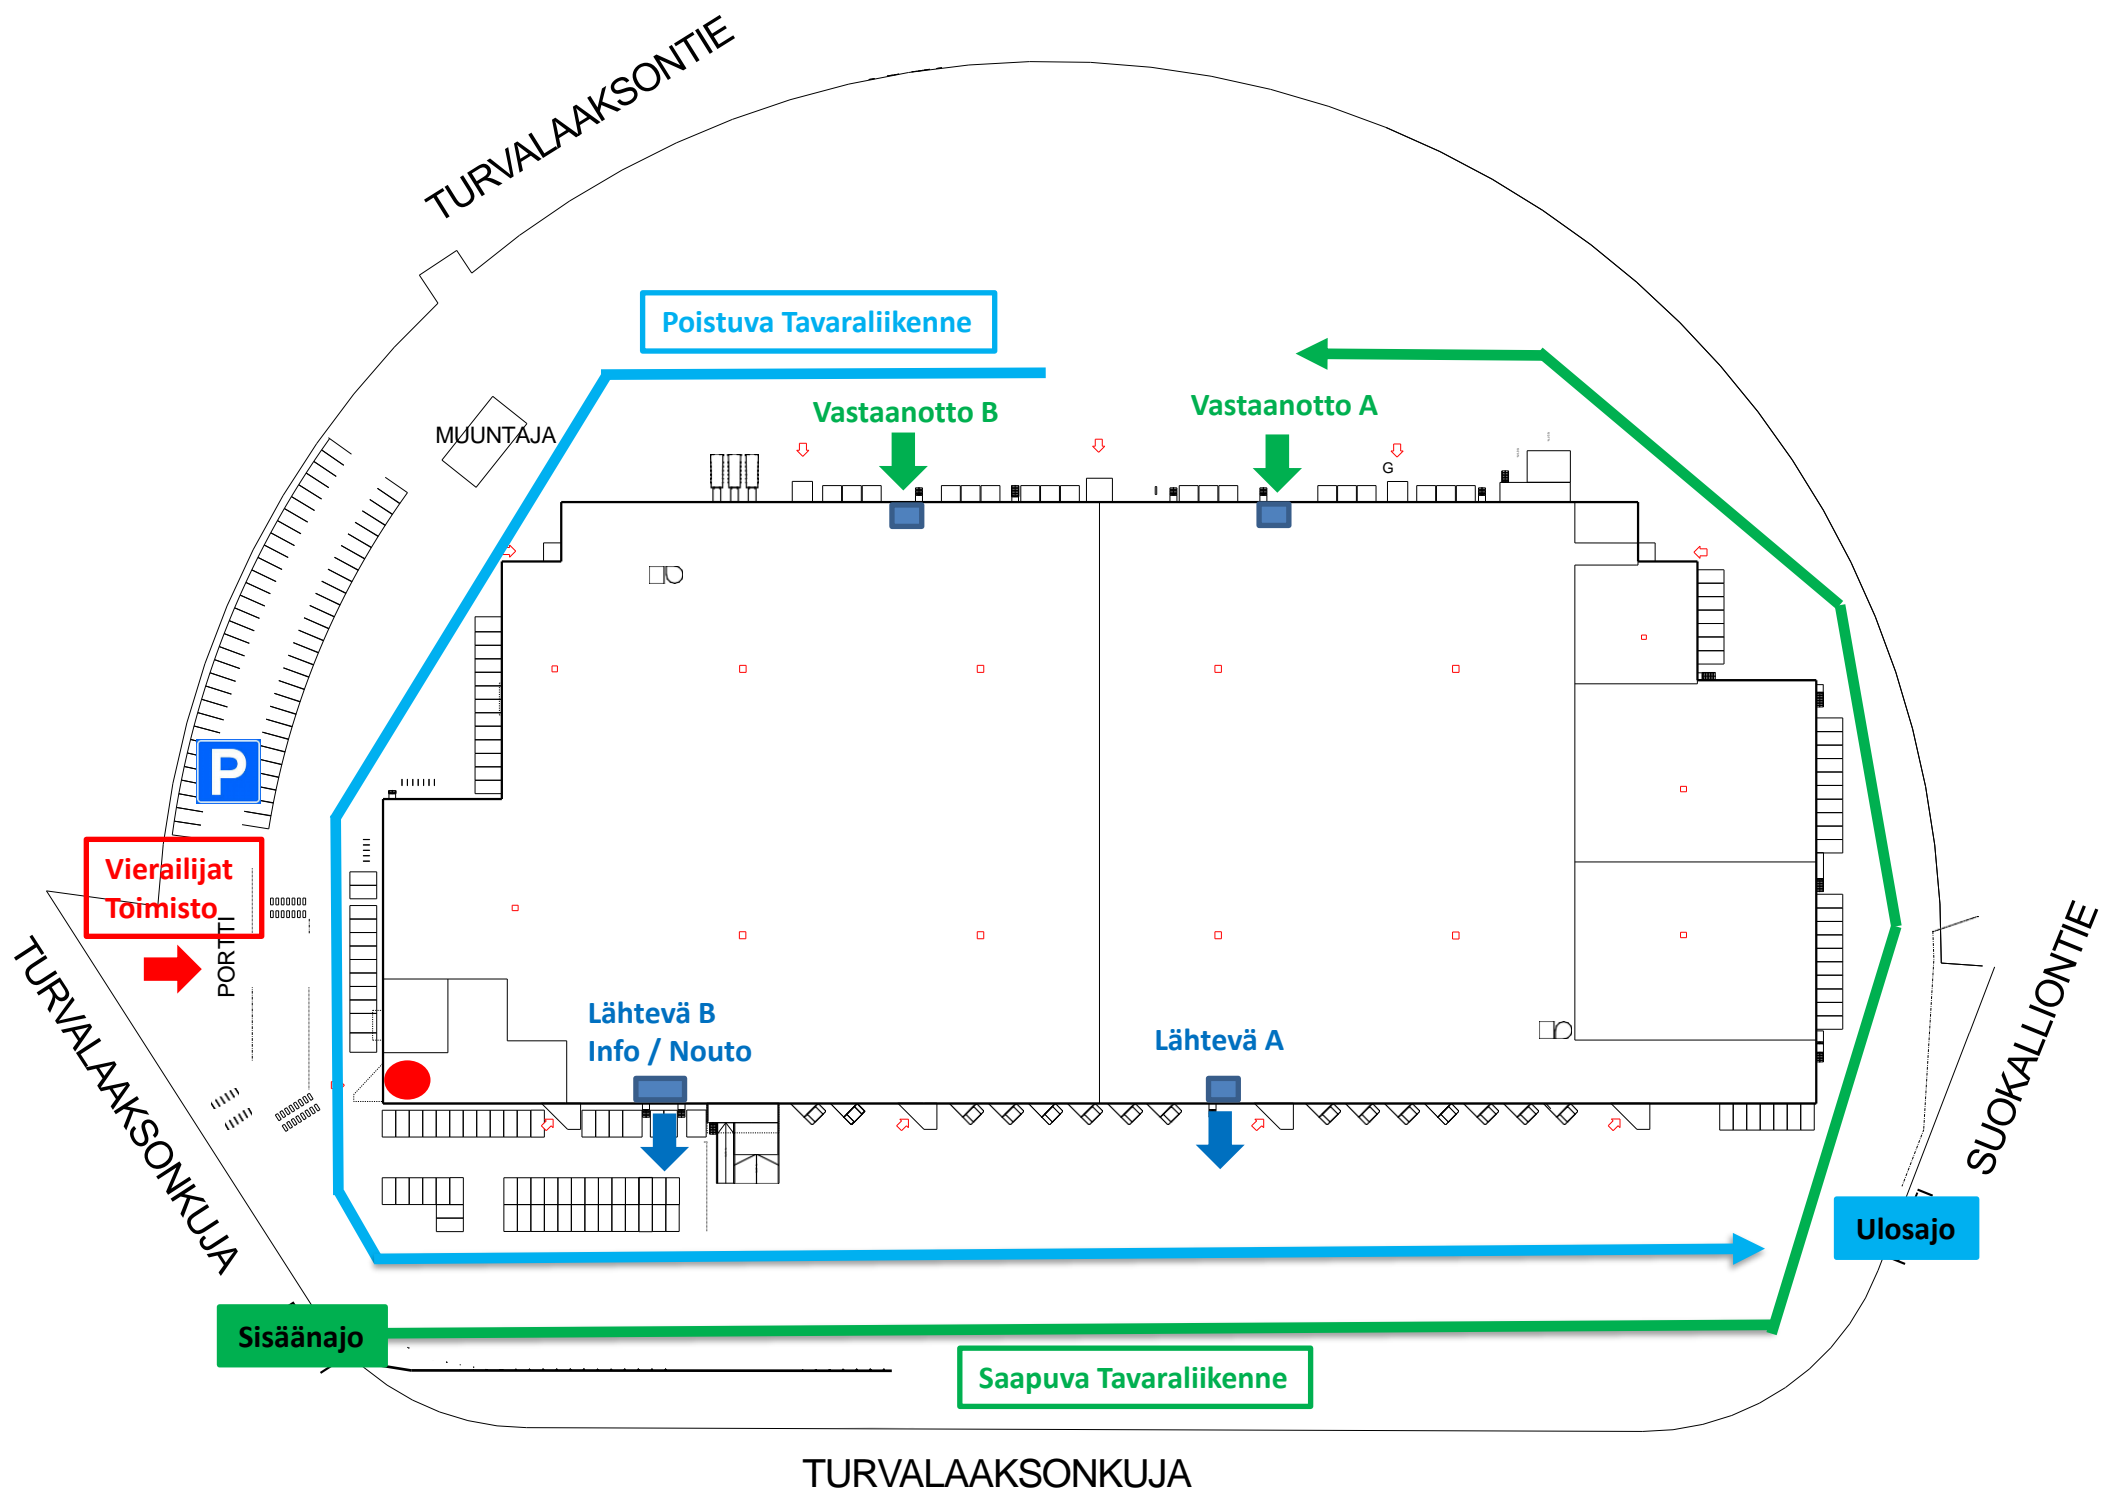 TURVALAAKSONTIE
Poistuva Tavaraliikenne
Vastaanotto B
Vastaanotto A
MUUNTAJA
G
P
Vierailijat
Toimisto
PORTTI
TURVALAAKSONKUJA
Lähtevä B
Info / Nouto
Lähtevä A
SUOKALLIONTIE
Ulosajo
Sisäänajo
Saapuva Tavaraliikenne
TURVALAAKSONKUJA